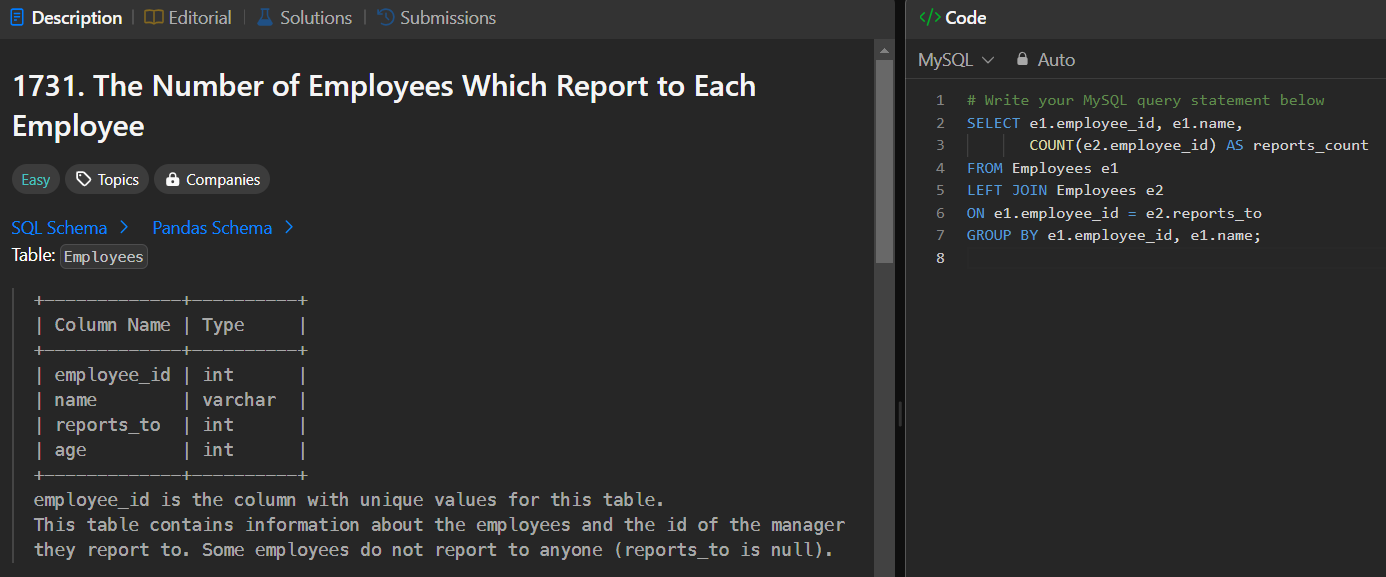 Description | Editorial | Solutions | Submissions
1731. The Number of Employees Which Report to Each
Employee
Easy Topics Companies
SQL Schema > Pandas Schema >
Table: Employees
+-------------+----------+
| Column Name | Type     |
+-------------+----------+
| employee_id | int      |
| name        | varchar  |
| reports_to  | int      |
| age         | int      |
+-------------+----------+
employee_id is the column with unique values for this table.
This table contains information about the employees and the id of the manager
they report to. Some employees do not report to anyone (reports_to is null).
</> Code
MySQL Auto
1 # Write your MySQL query statement below
2 SELECT e1.employee_id, e1.name,
3 COUNT(e2.employee_id) AS reports_count
4 FROM Employees e1
5 LEFT JOIN Employees e2
6 ON e1.employee_id = e2.reports_to
7 GROUP BY e1.employee_id, e1.name;
8